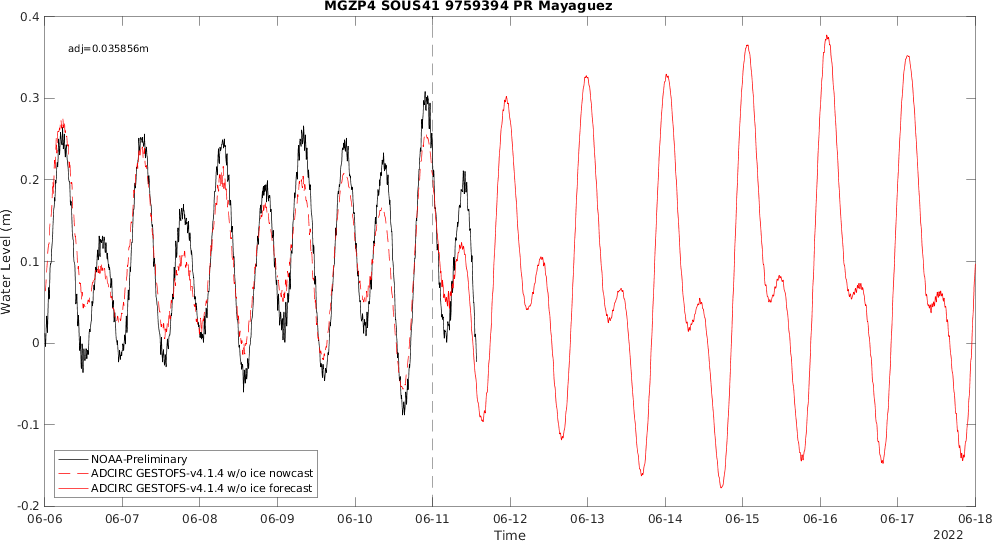 MGZP4 SOUS41 9759394 PR Mayaguez
adj=0.035856m
0.4
0.3
0.2
0.1
0
-0.1
-0.2
Water Level (m)
NOAA-Preliminary
ADCIRC GESTOFS-v4.1.4 w/o ice nowcast
ADCIRC GESTOFS-v4.1.4 w/o ice forecast
06-06 06-07 06-08 06-09 06-10 06-11 06-12 06-13 06-14 06-15 06-16 06-17 06-18
Time
2022